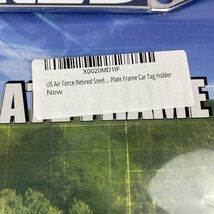 X0020MD1IF
US Air Force Retired Steel ... Plate Frame Car Tag Holder
New
ATE FRAME